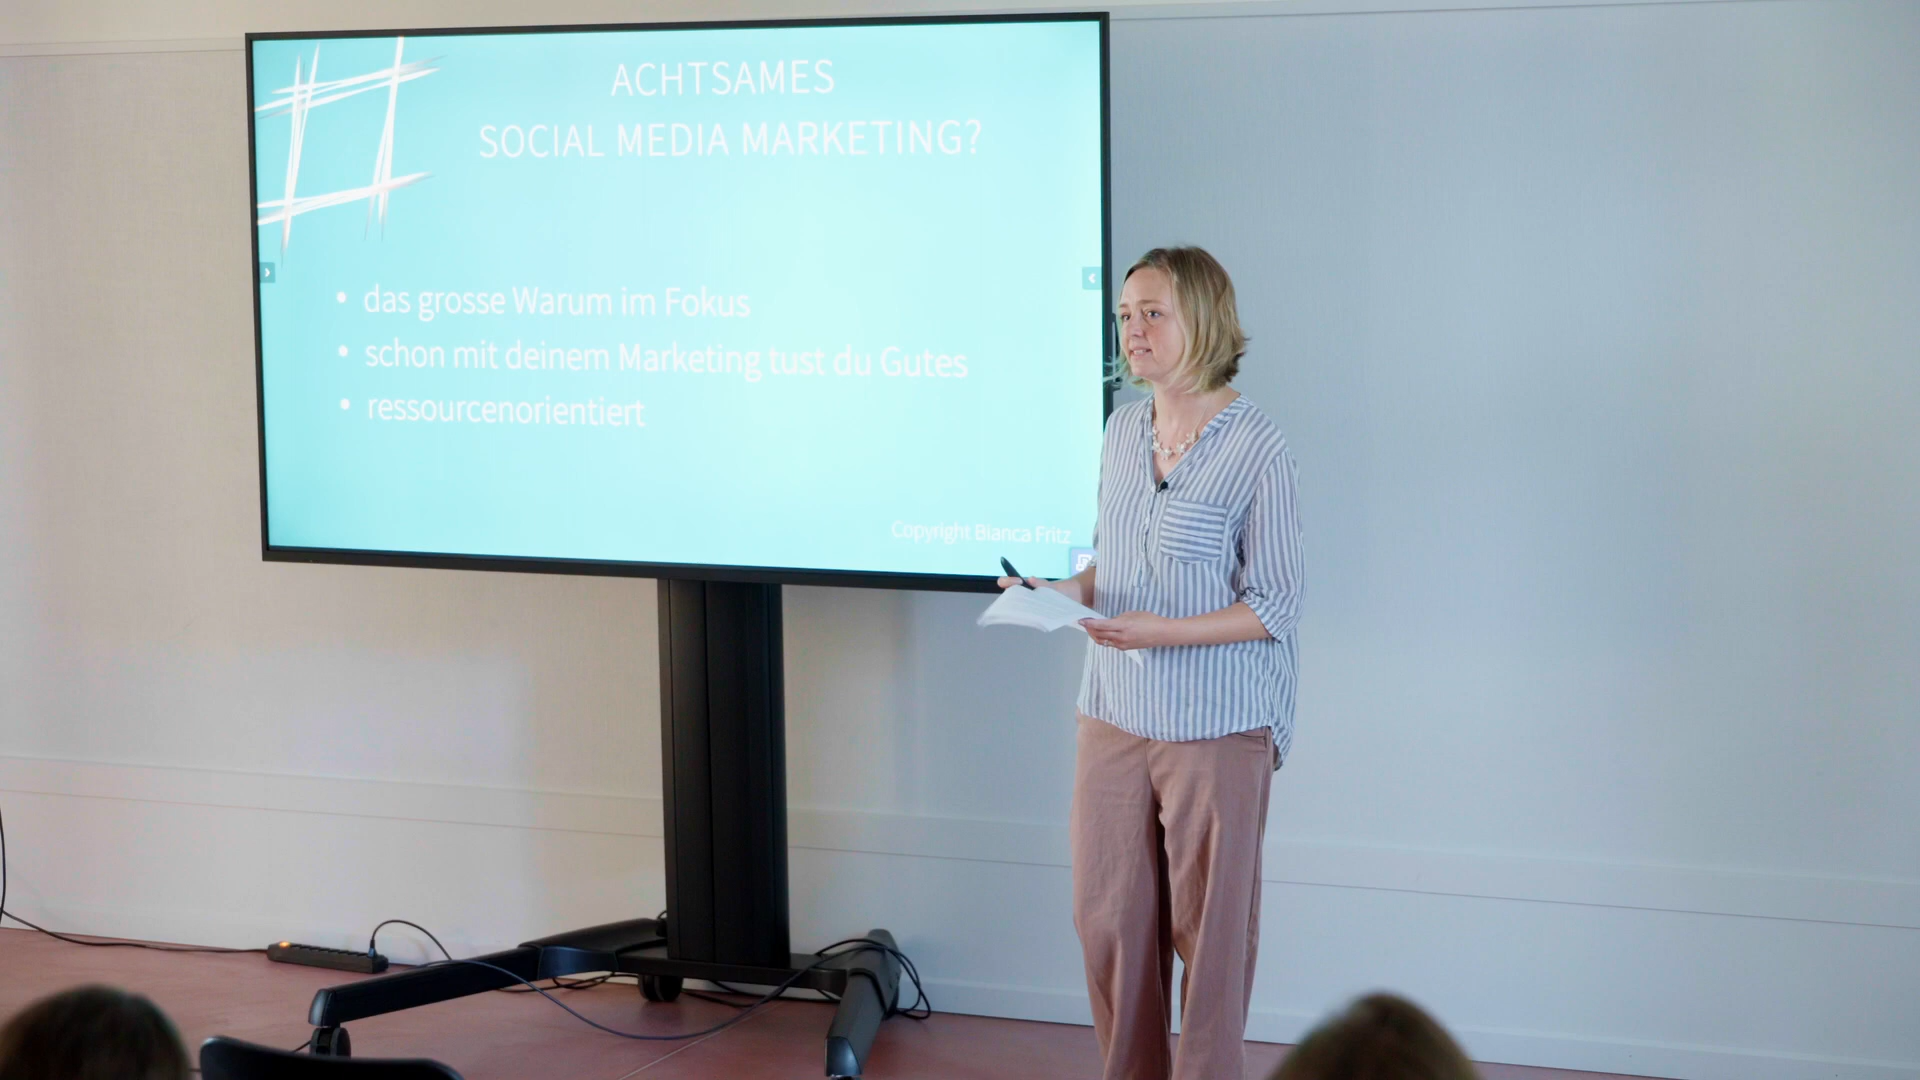 ACHTSAMES
SOCIAL MEDIA MARKETING?
• das grosse Warum im Fokus
• schon mit deinem Marketing tust du Gutes
• ressourcenorientiert
Copyright Bianca Fritz